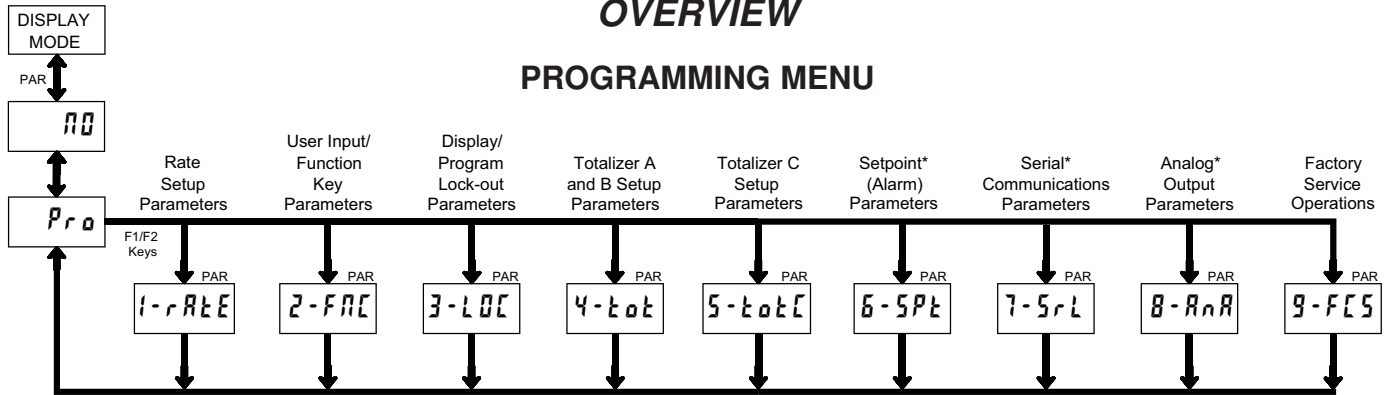 OVERVIEW
PROGRAMMING MENU
DISPLAY
MODE
PAR
NO
Pro
F1/F2
Keys
Rate
Setup
Parameters
User Input/
Function
Key
Parameters
Display/
Program
Lock-out
Parameters
Totalizer A
and B Setup
Parameters
Totalizer C
Setup
Parameters
Setpoint*
(Alarm)
Parameters
Serial*
Communications
Parameters
Analog*
Output
Parameters
Factory
Service
Operations
PAR
PAR
PAR
PAR
PAR
PAR
PAR
PAR
PAR
1-rAtE
2-FNC
3-LOC
4-tot
5-totC
6-SPt
7-SrL
8-AnA
9-FCS